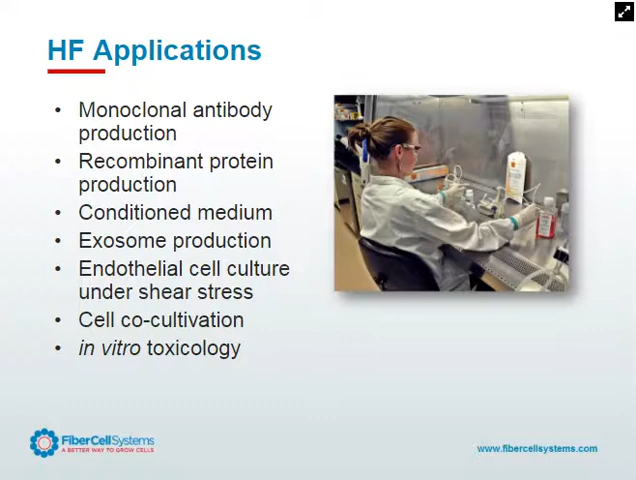 HF Applications
• Monoclonal antibody
production
• Recombinant protein
production
• Conditioned medium
• Exosome production
• Endothelial cell culture
under shear stress
• Cell co-cultivation
• in vitro toxicology
FiberCellSystems
A BETTER WAY TO GROW CELLS
www.fibercellsystems.com